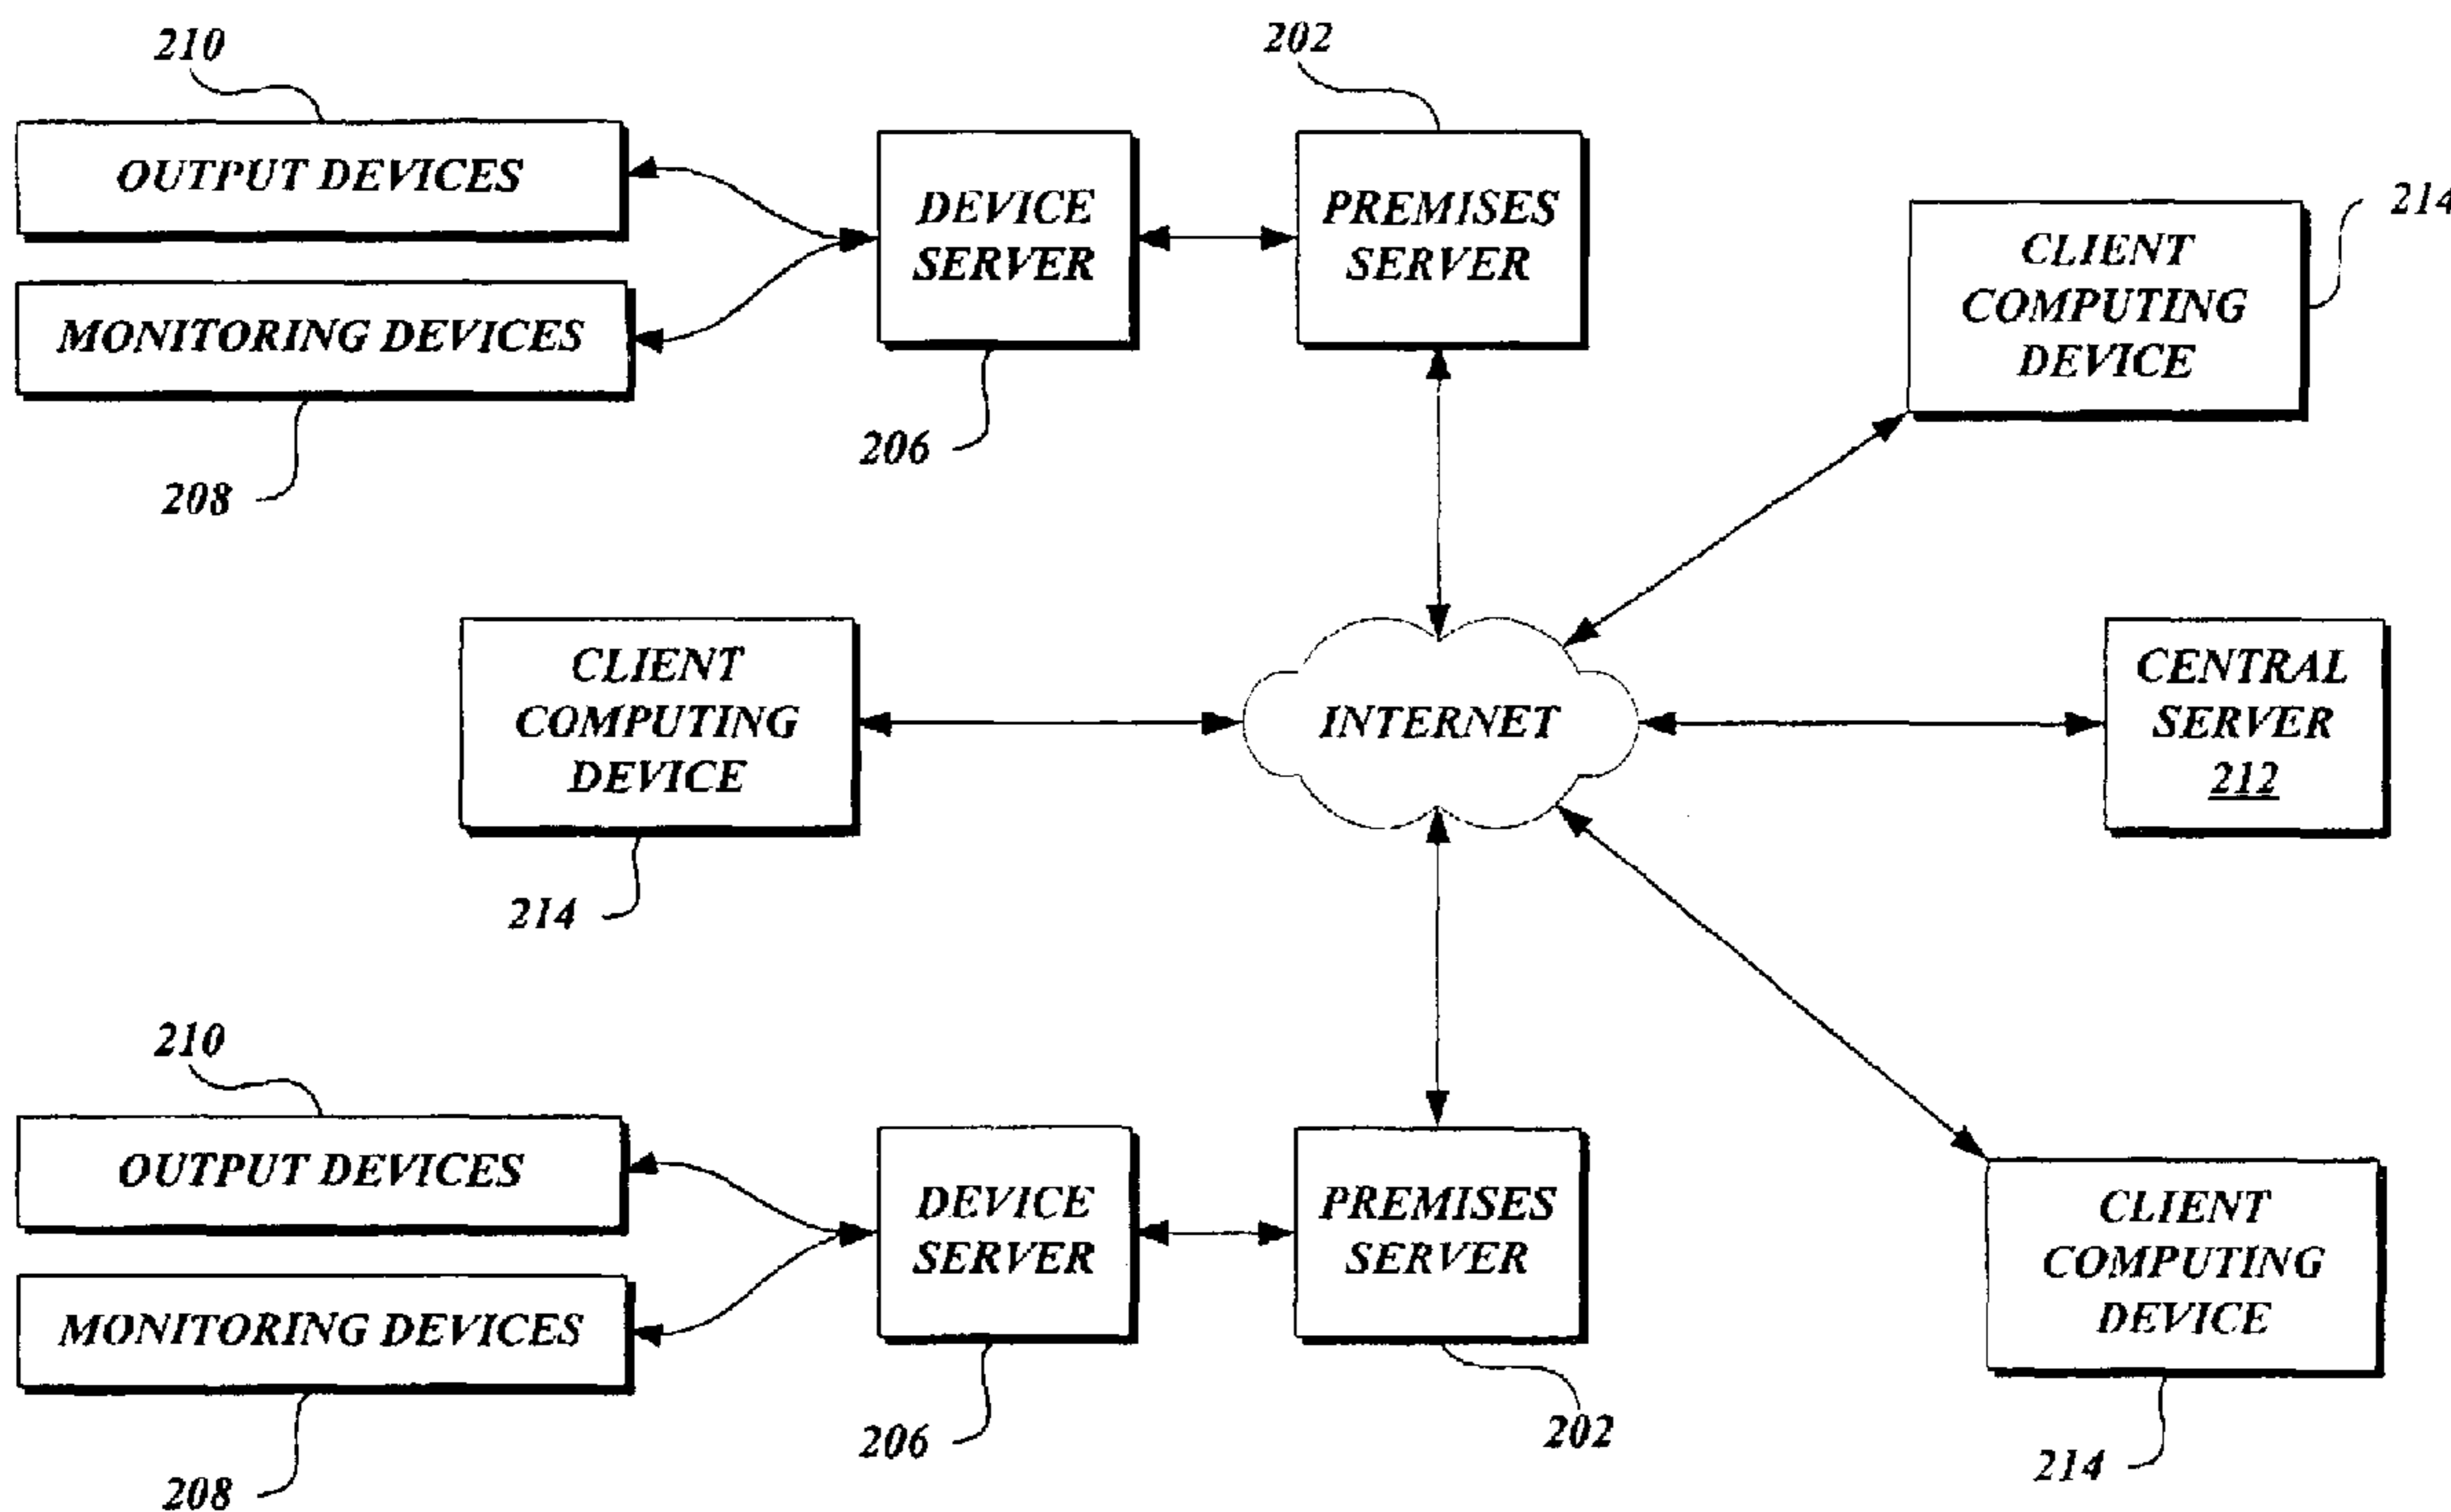 210
202
OUTPUT DEVICES
DEVICE
SERVER
PREMISES
SERVER
214
CLIENT
COMPUTING
DEVICE
MONITORING DEVICES
206
208
CLIENT
COMPUTING
DEVICE
INTERNET
CENTRAL
SERVER
212
214
210
OUTPUT DEVICES
DEVICE
SERVER
PREMISES
SERVER
CLIENT
COMPUTING
DEVICE
MONITORING DEVICES
206
202
214
208